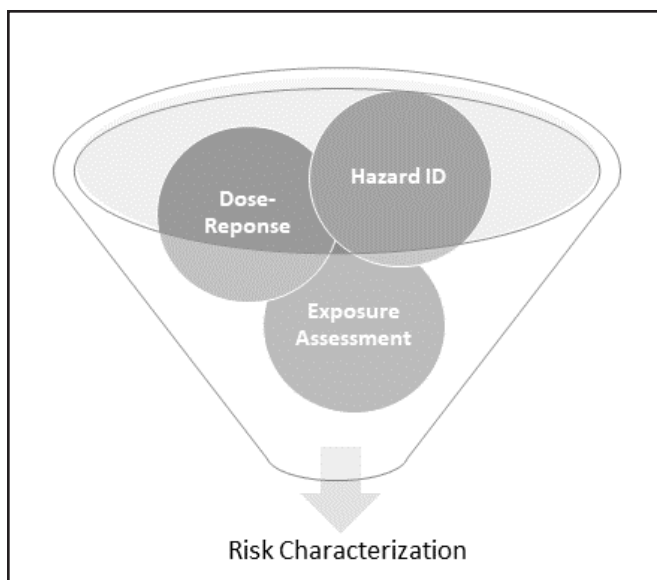 Hazard ID
Dose-
Reponse
Exposure
Assessment
Risk Characterization